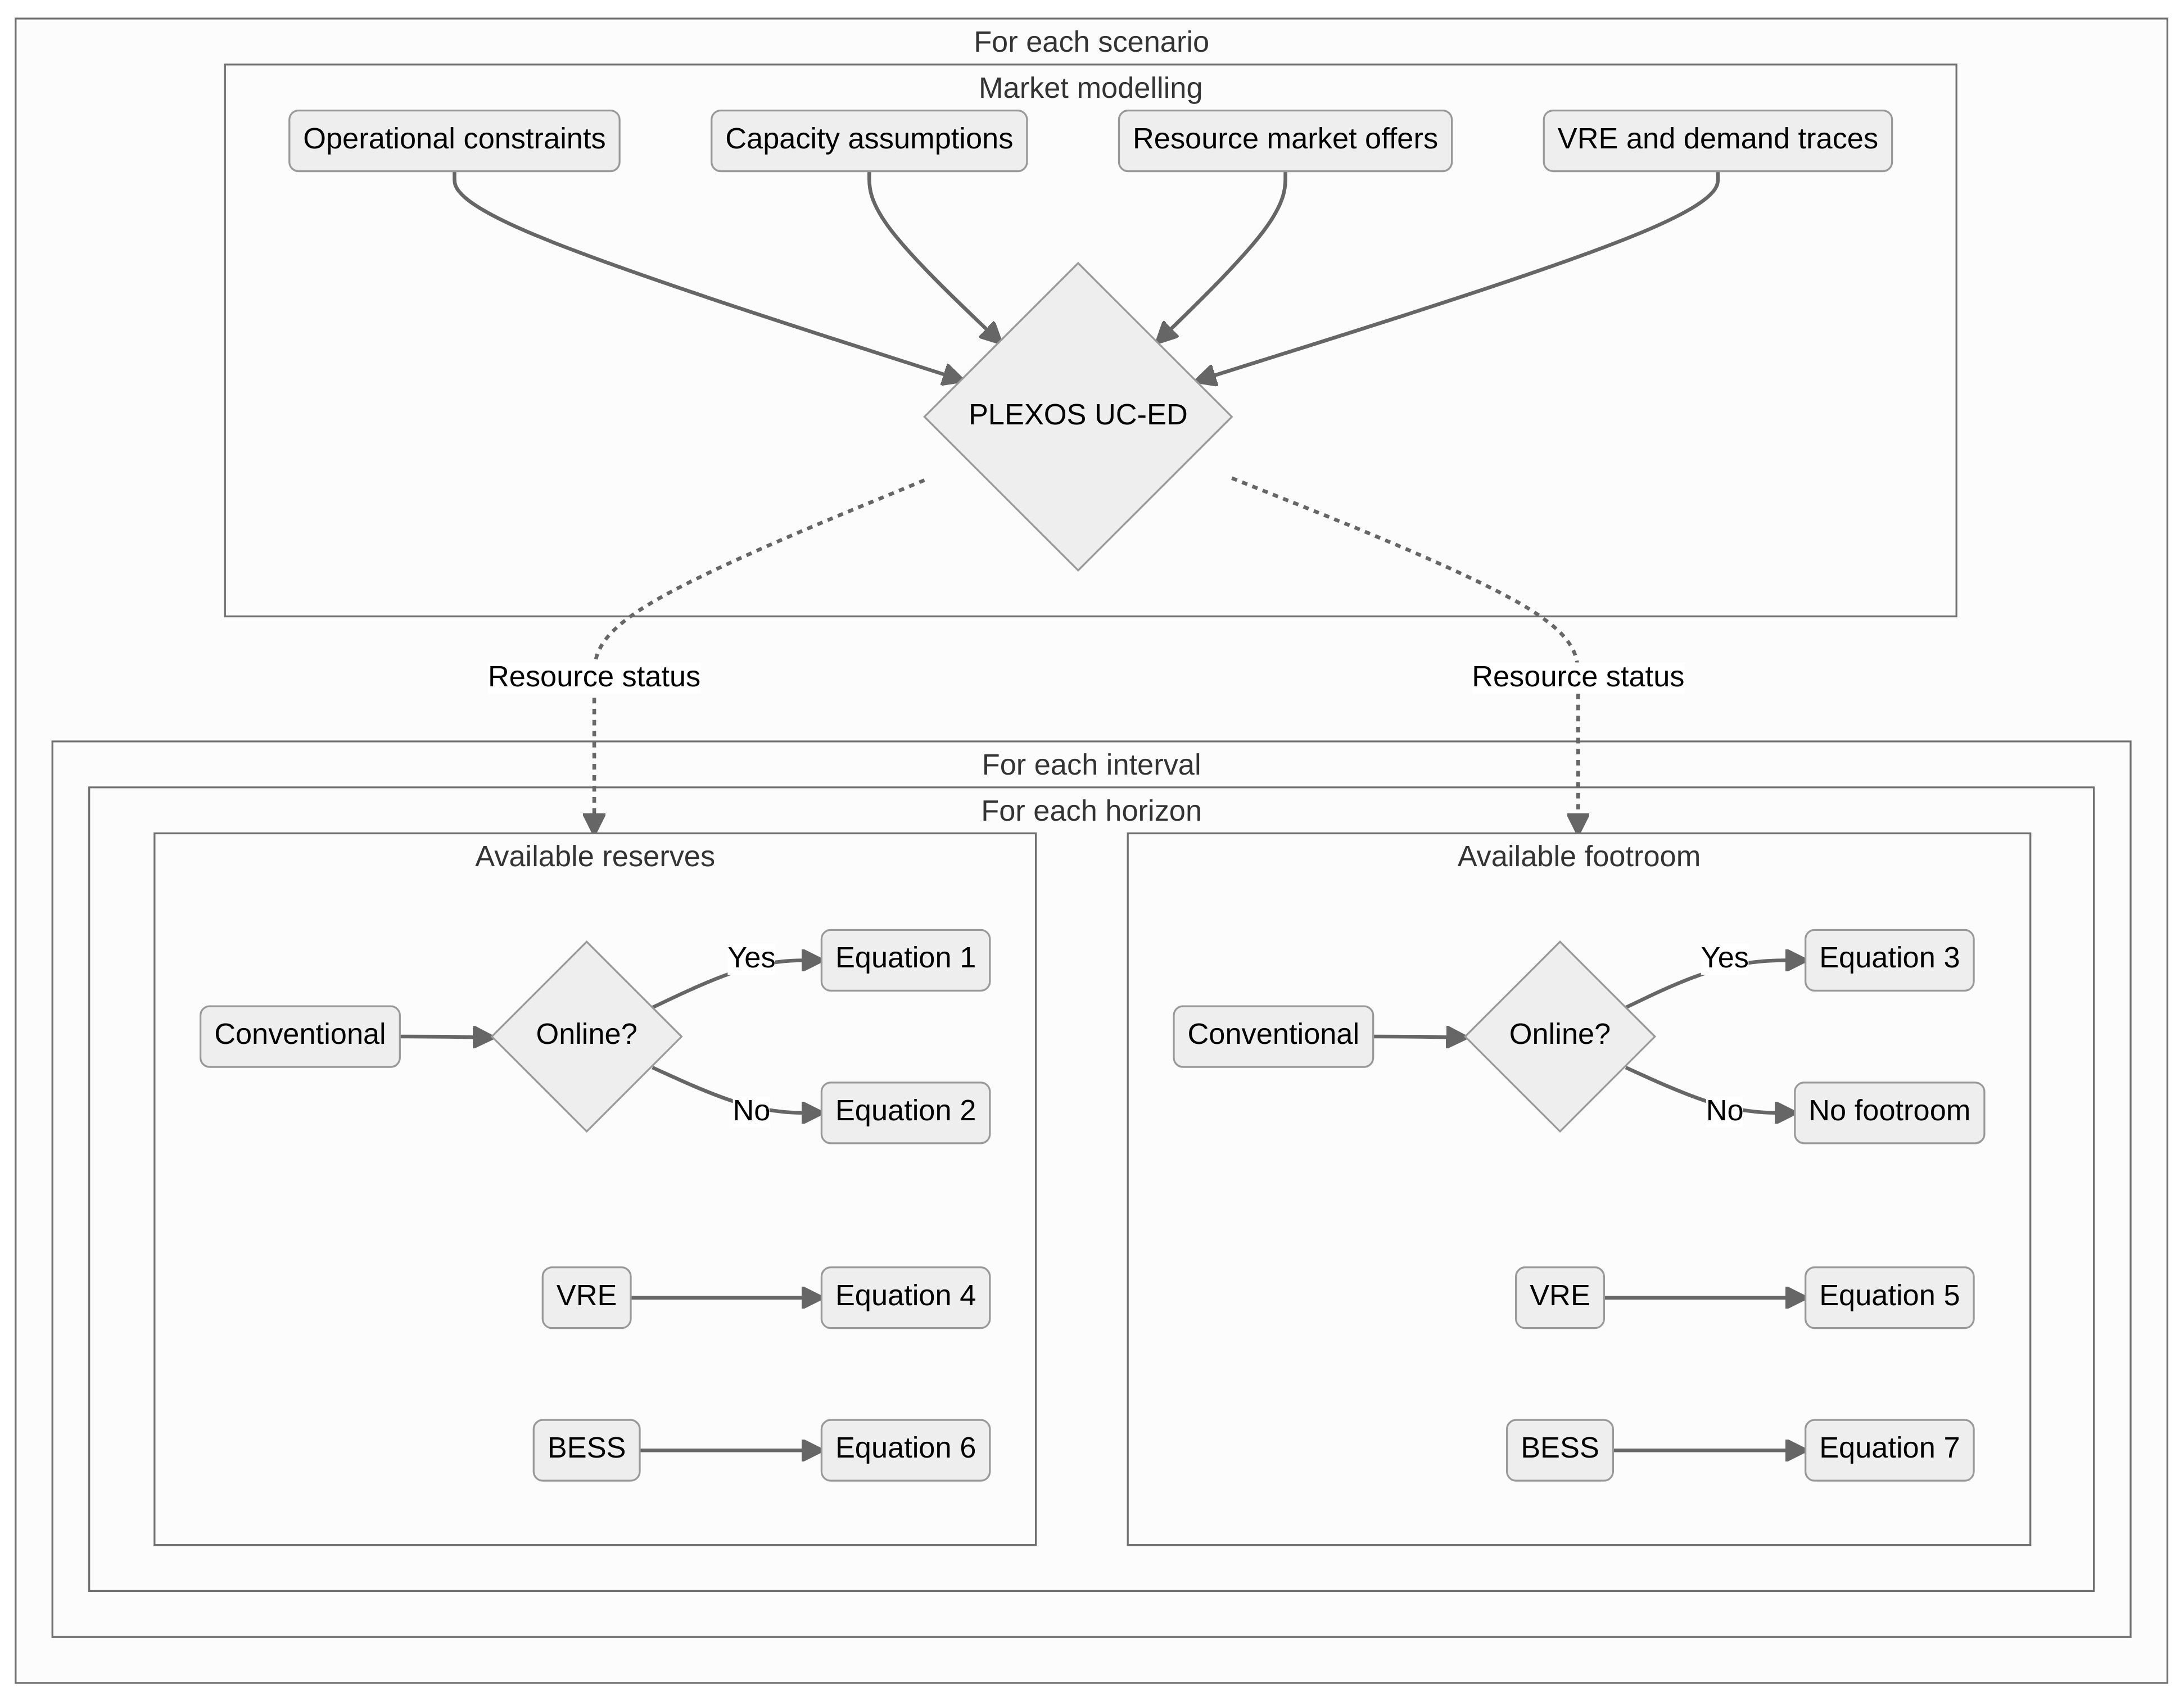 For each scenario
Market modelling
Operational constraints
Capacity assumptions
Resource market offers
VRE and demand traces
PLEXOS UC-ED
Resource status
Resource status
For each interval
For each horizon
Available reserves
Conventional
Online?
Yes
Equation 1
No
Equation 2
VRE
Equation 4
BESS
Equation 6
Available footroom
Conventional
Online?
Yes
Equation 3
No
No footroom
VRE
Equation 5
BESS
Equation 7